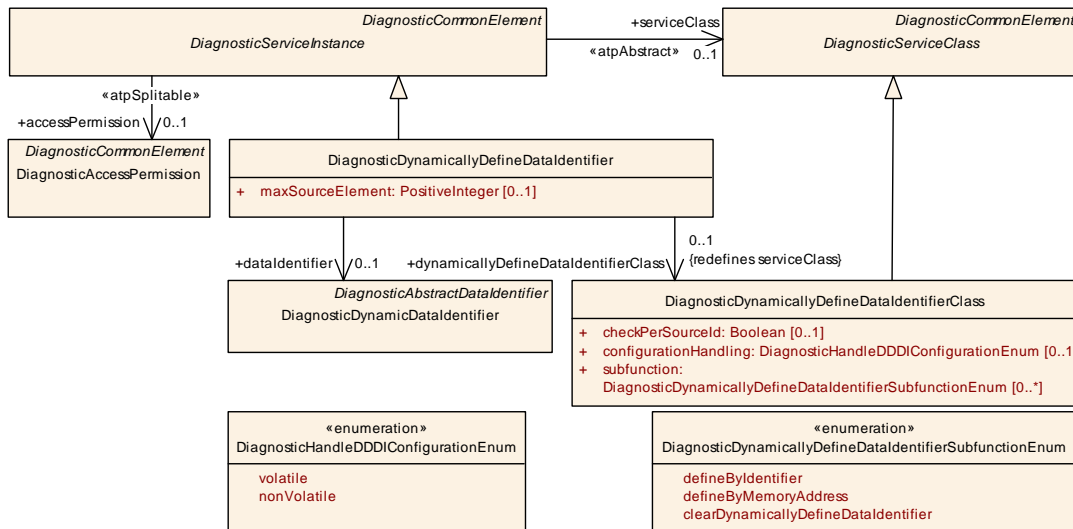 DiagnosticCommonElement
DiagnosticServiceInstance
+serviceClass
«atpAbstract»
0..1
DiagnosticCommonElement
DiagnosticServiceClass
«atpSplitable»
+accessPermission
0..1
DiagnosticCommonElement
DiagnosticAccessPermission
DiagnosticDynamicallyDefineDataIdentifier
+ maxSourceElement: PositiveInteger [0..1]
+dataIdentifier
0..1
+dynamicallyDefineDataIdentifierClass
0..1
{redefines serviceClass}
DiagnosticAbstractDataIdentifier
DiagnosticDynamicDataIdentifier
DiagnosticDynamicallyDefineDataIdentifierClass
+ checkPerSourceId: Boolean [0..1]
+ configurationHandling: DiagnosticHandleDDDIConfigurationEnum [0..1
+ subfunction:
DiagnosticDynamicallyDefineDataIdentifierSubfunctionEnum [0..*]
«enumeration»
DiagnosticHandleDDDIConfigurationEnum
volatile
nonVolatile
«enumeration»
DiagnosticDynamicallyDefineDataIdentifierSubfunctionEnum
defineByIdentifier
defineByMemoryAddress
clearDynamicallyDefineDataIdentifier